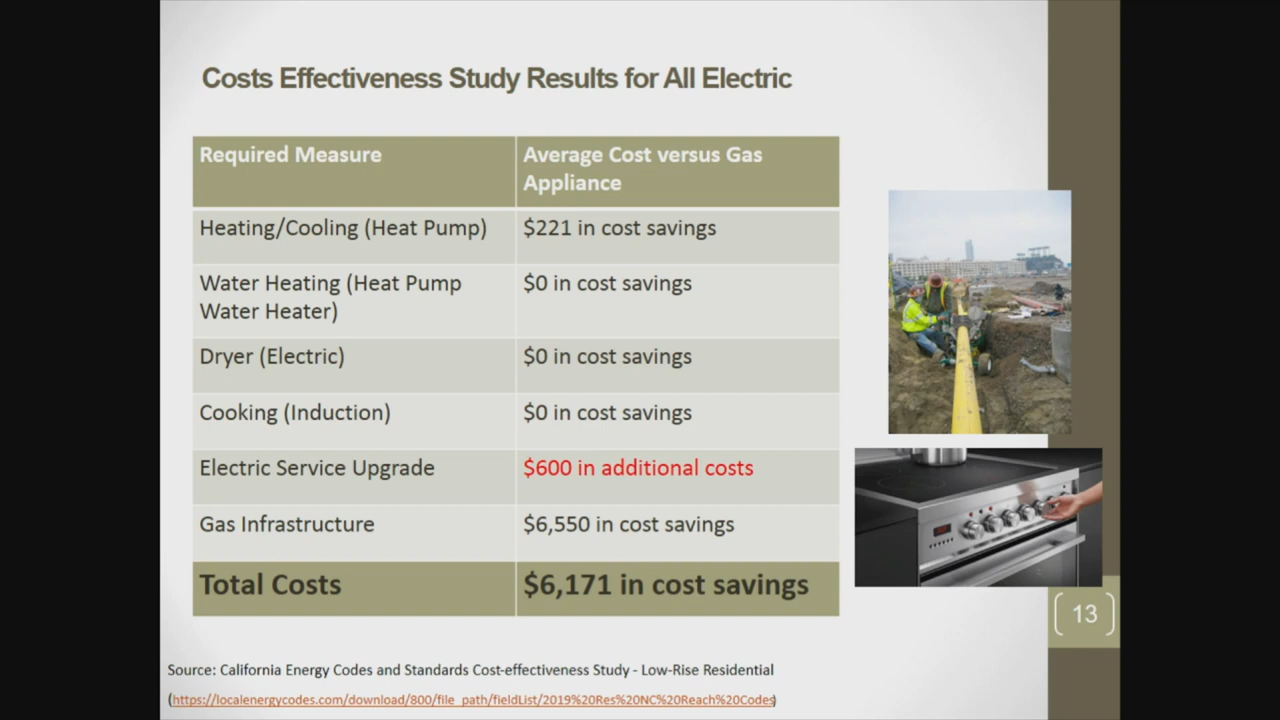 Costs Effectiveness Study Results for All Electric
Required Measure
Average Cost versus Gas
Appliance
Heating/Cooling (Heat Pump)
$221 in cost savings
Water Heating (Heat Pump
Water Heater)
$0 in cost savings
Dryer (Electric)
$0 in cost savings
Cooking (Induction)
$0 in cost savings
Electric Service Upgrade
$600 in additional costs
Gas Infrastructure
$6,550 in cost savings
Total Costs
$6,171 in cost savings
13
Source: California Energy Codes and Standards Cost-effectiveness Study - Low-Rise Residential
(https://localenergycodes.com/download/800/file_path/fieldList/2019%20Res%20NC%20Reach%20Codes)